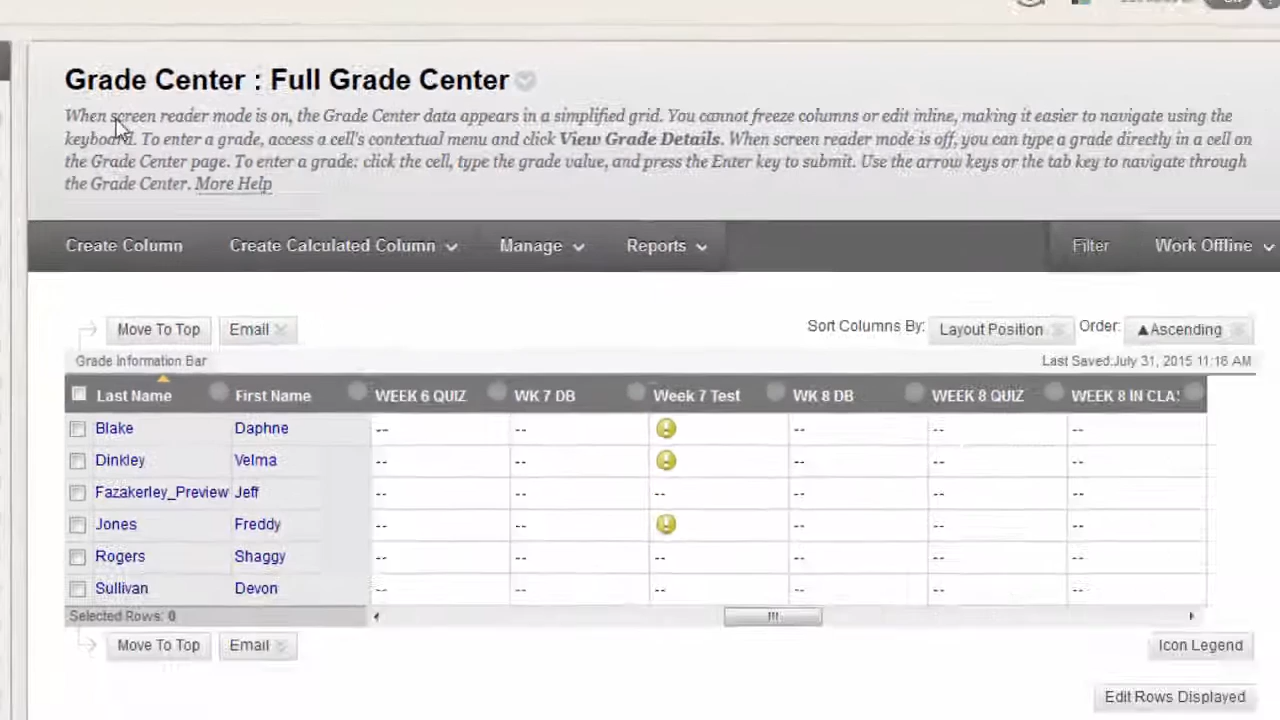 Grade Center : Full Grade Center
When screen reader mode is on, the Grade Center data appears in a simplified grid. You cannot freeze columns or edit inline, making it easier to navigate using the
keyboard. To enter a grade, access a cell's contextual menu and click View Grade Details. When screen reader mode is off, you can type a grade directly in a cell on
the Grade Center page. To enter a grade: click the cell, type the grade value, and press the Enter key to submit. Use the arrow keys or the tab key to navigate through
the Grade Center. More Help
Create Column Create Calculated Column Manage Reports Filter Work Offline
Move To Top Email Sort Columns By: Layout Position Order: ▲Ascending
Grade Information Bar Last Saved:July 31, 2015 11:18 AM
Last Name First Name WEEK 6 QUIZ WK 7 DB Week 7 Test WK 8 DB WEEK 8 QUIZ WEEK 8 IN CLA!
Blake Daphne -- -- -- -- --
Dinkley Velma -- -- -- -- --
Fazakerley_Preview Jeff -- -- -- -- -- --
Jones Freddy -- -- -- -- --
Rogers Shaggy -- -- -- -- -- --
Sullivan Devon -- -- -- -- -- --
Selected Rows: 0
Move To Top Email Icon Legend
Edit Rows Displayed